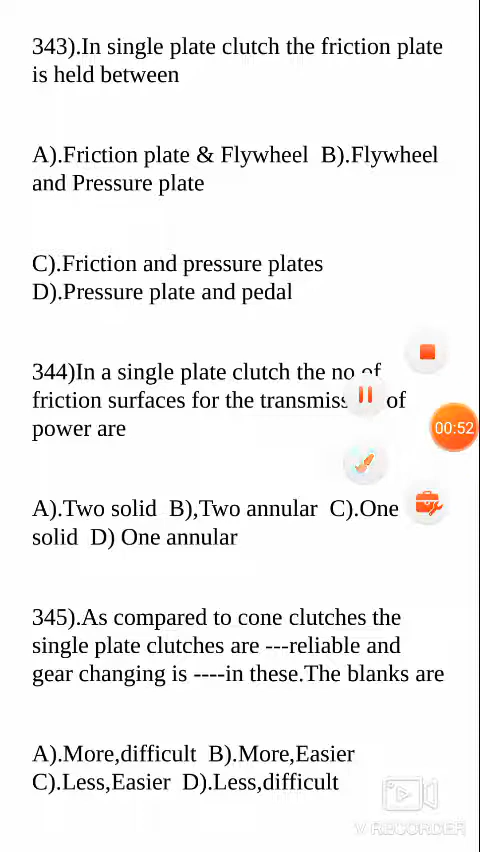 343).In single plate clutch the friction plate
is held between
A).Friction plate & Flywheel  B).Flywheel
and Pressure plate
C).Friction and pressure plates
D).Pressure plate and pedal
344)In a single plate clutch the no of
friction surfaces for the transmiss of
power are
00:52
A).Two solid  B),Two annular  C).One
solid  D) One annular
345).As compared to cone clutches the
single plate clutches are ---reliable and
gear changing is ----in these.The blanks are
A).More,difficult  B).More,Easier
C).Less,Easier  D).Less,difficult
V RECORDER